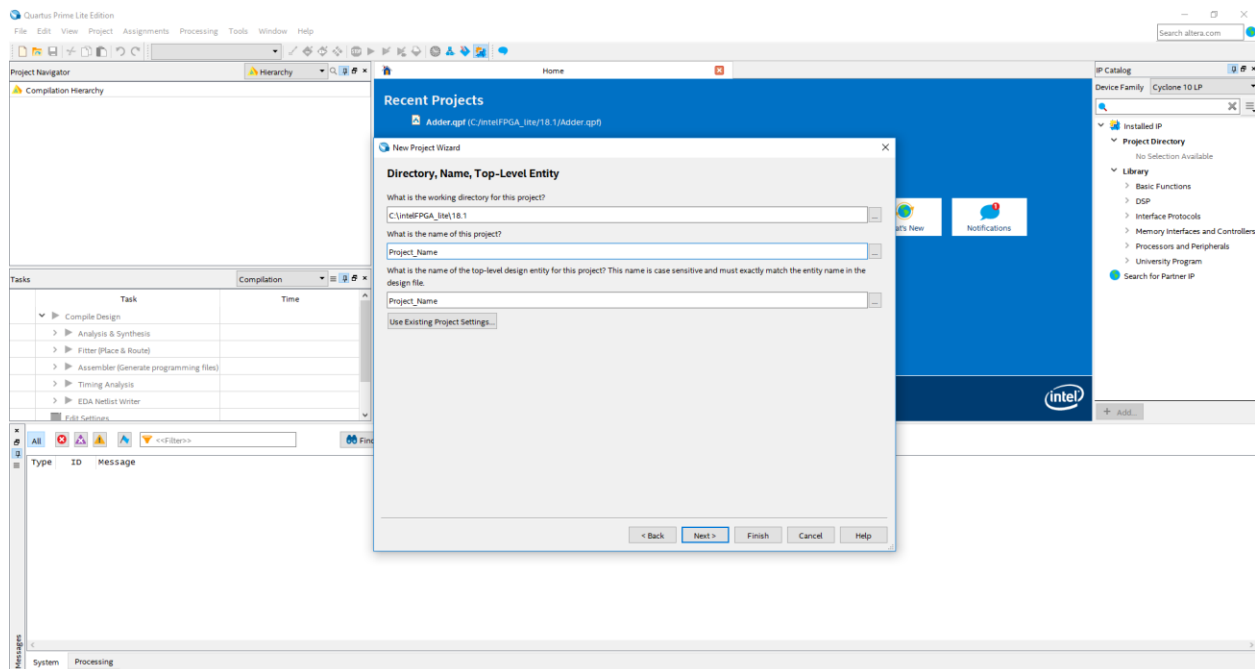 Quartus Prime Lite Edition
File Edit View Project Assignments Processing Tools Window Help
Search altera.com
Project Navigator
Hierarchy
Compilation Hierarchy
Home
Recent Projects
Adder.qpf (C:/intelFPGA_lite/18.1/Adder.qpf)
New Project Wizard
Directory, Name, Top-Level Entity
What is the working directory for this project?
C:\intelFPGA_lite\18.1
...
What is the name of this project?
Project_Name
...
What is the name of the top-level design entity for this project? This name is case sensitive and must exactly match the entity name in the
design file.
Project_Name
...
Use Existing Project Settings...
< Back Next > Finish Cancel Help
at's New
1
Notifications
intel
IP Catalog
Device Family Cyclone 10 LP
Installed IP
Project Directory
No Selection Available
Library
Basic Functions
DSP
Interface Protocols
Memory Interfaces and Controllers
Processors and Peripherals
University Program
Search for Partner IP
+ Add...
Tasks
Compilation
Task Time
Compile Design
Analysis & Synthesis
Fitter (Place & Route)
Assembler (Generate programming files)
Timing Analysis
EDA Netlist Writer
Edit Settings
All
<<Filter>>
Find
Type ID Message
Messages
System Processing